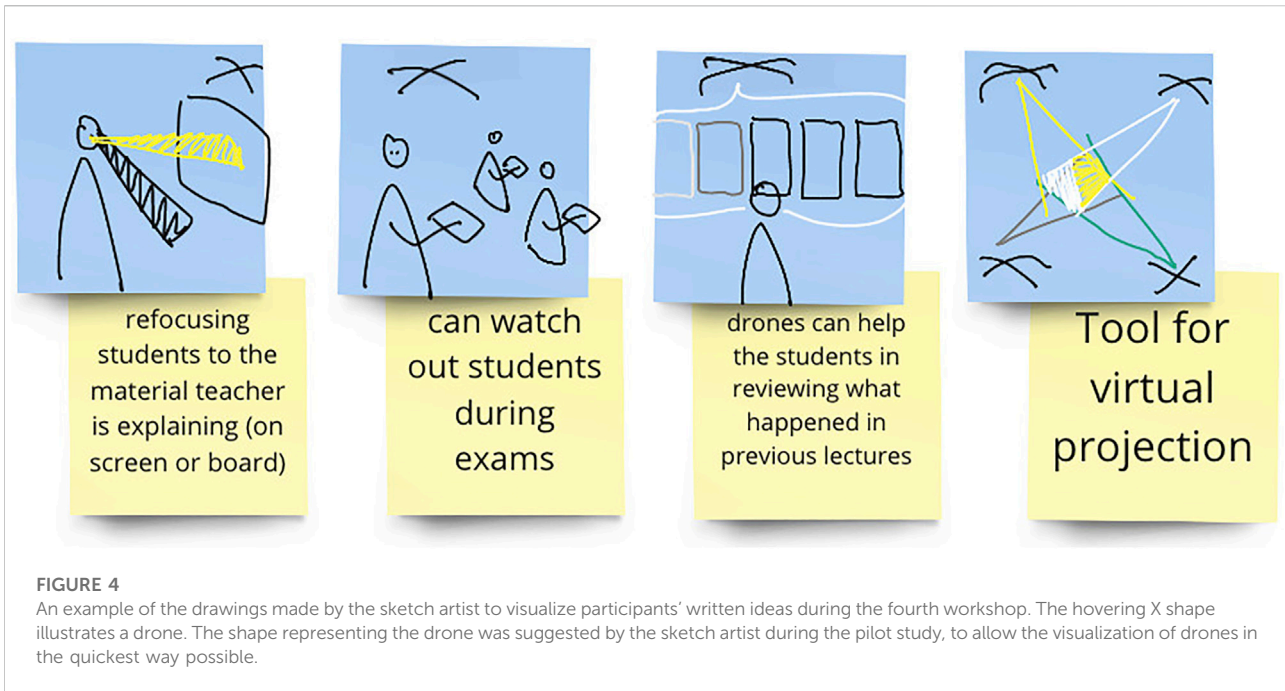 refocusing
students to the
material teacher
is explaining (on
screen or board)
can watch
out students
during
exams
drones can help
the students in
reviewing what
happened in
previous lectures
Tool for
virtual
projection
FIGURE 4
An example of the drawings made by the sketch artist to visualize participants’ written ideas during the fourth workshop. The hovering X shape
illustrates a drone. The shape representing the drone was suggested by the sketch artist during the pilot study, to allow the visualization of drones in
the quickest way possible.